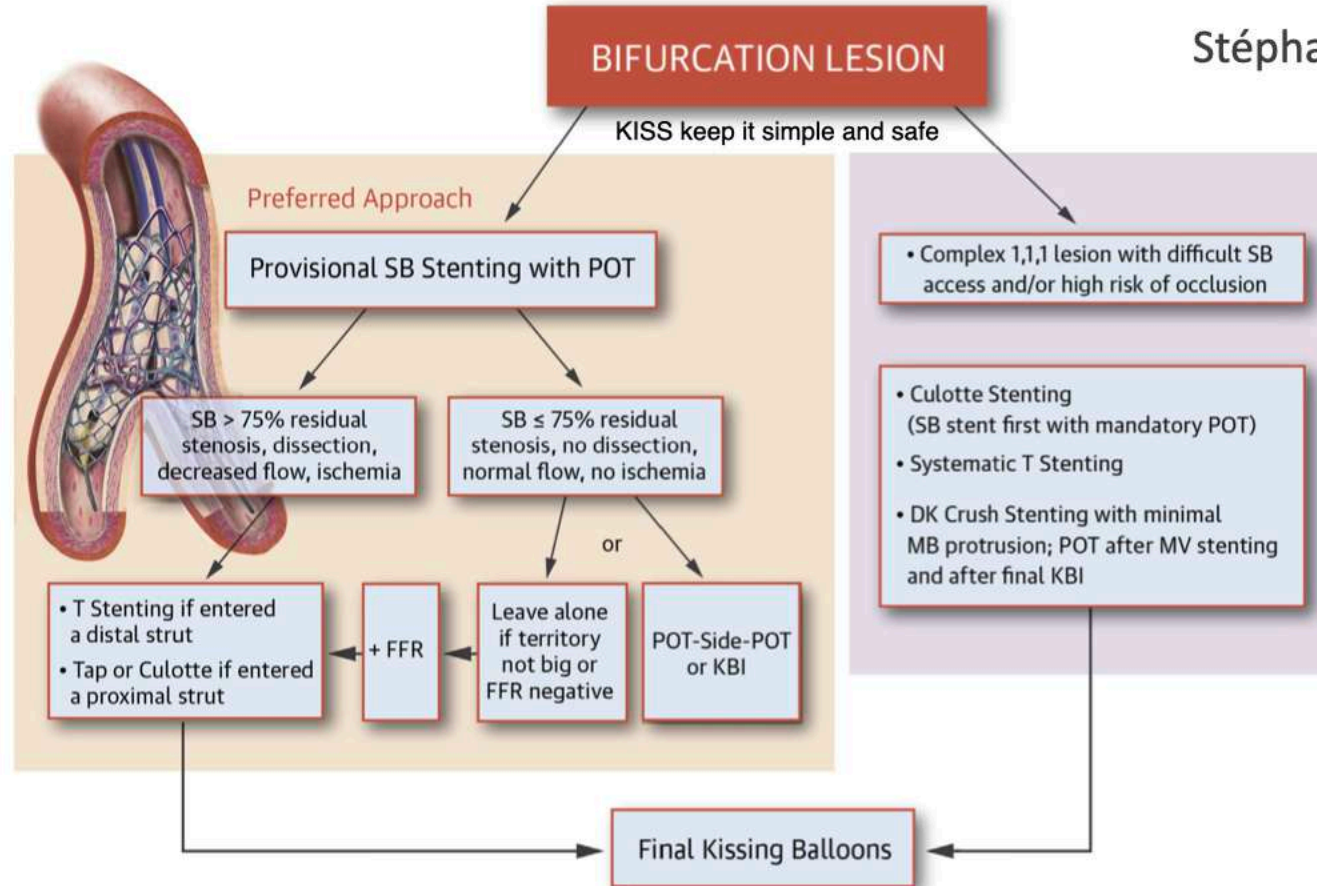 BIFURCATION LESION
Stépha
KISS keep it simple and safe
Preferred Approach
Provisional SB Stenting with POT
SB > 75% residual
stenosis, dissection,
decreased flow, ischemia
SB ≤ 75% residual
stenosis, no dissection,
normal flow, no ischemia
or
• T Stenting if entered
a distal strut
• Tap or Culotte if entered
a proximal strut
+ FFR
Leave alone
if territory
not big or
FFR negative
POT-Side-POT
or KBI
• Complex 1,1,1 lesion with difficult SB
access and/or high risk of occlusion
• Culotte Stenting
(SB stent first with mandatory POT)
• Systematic T Stenting
• DK Crush Stenting with minimal
MB protrusion; POT after MV stenting
and after final KBI
Final Kissing Balloons